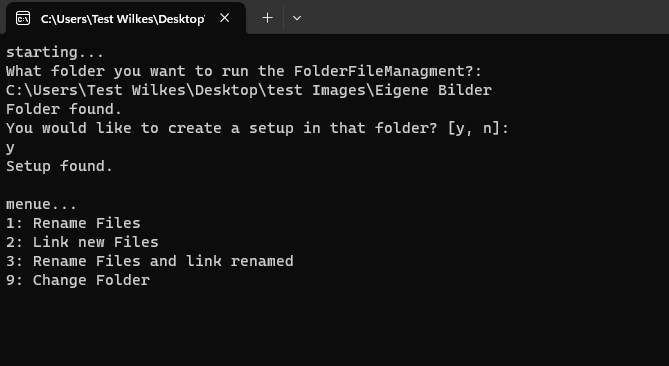 C:\Users\Test Wilkes\Desktop\
starting...
What folder you want to run the FolderFileManagment?:
C:\Users\Test Wilkes\Desktop\test Images\Eigene Bilder
Folder found.
You would like to create a setup in that folder? [y, n]:
y
Setup found.
menue...
1: Rename Files
2: Link new Files
3: Rename Files and link renamed
9: Change Folder